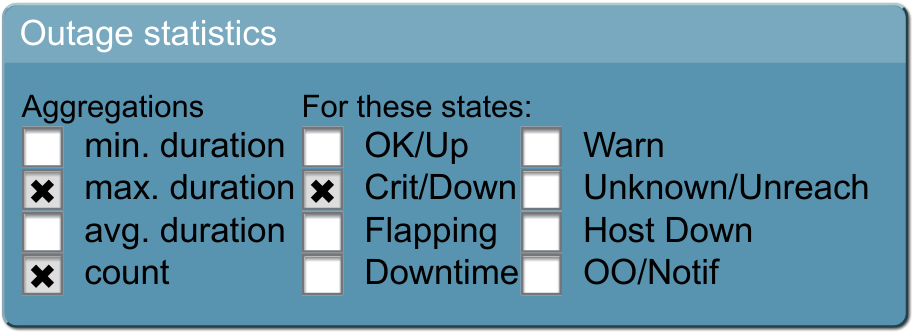 Outage statistics
Aggregations For these states:
min. duration OK/Up Warn
max. duration Crit/Down Unknown/Unreach
avg. duration Flapping Host Down
count Downtime OO/Notif